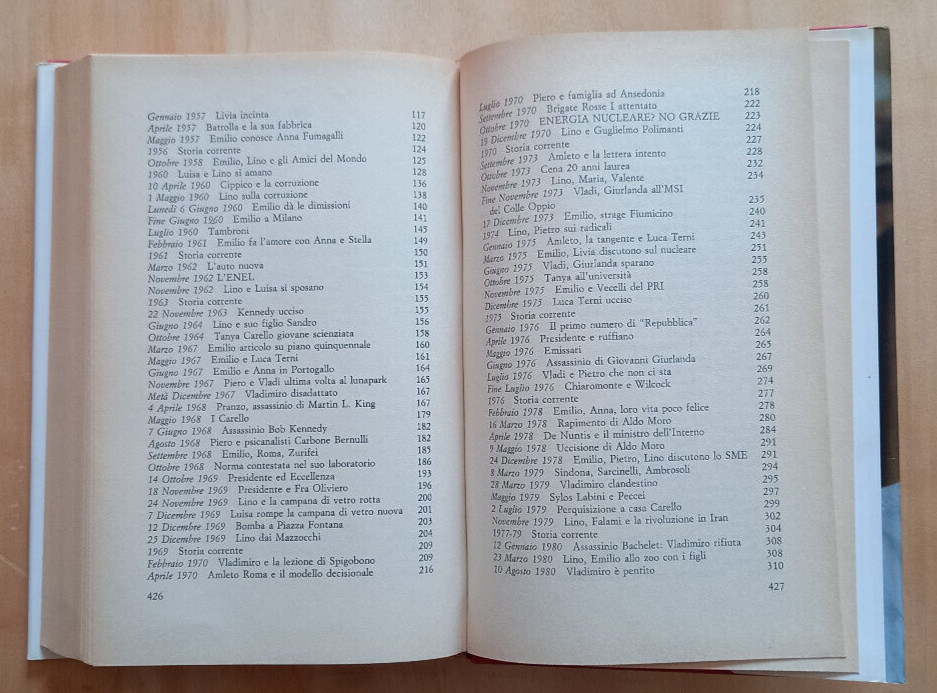 Gennaio 1957 Livia incinta 117
Aprile 1957 Battolla e la sua fabbrica 120
Maggio 1957 Emilio conosce Anna Fumagalli 122
1956 Storia corrente 124
Ottobre 1958 Emilio, Lino e gli Amici del Mondo 125
1960 Luisa e Lino si amano 128
10 Aprile 1960 Cippico e la corruzione 136
1 Maggio 1960 Lino sulla corruzione 138
Lunedì 6 Giugno 1960 Emilio dà le dimissioni 140
Fine Giugno 1960 Emilio a Milano 141
Luglio 1960 Tambroni 145
Febbraio 1961 Emilio fa l'amore con Anna e Stella 149
1961 Storia corrente 150
Marzo 1962 L'auto nuova 151
Novembre 1962 L'ENEL 153
Novembre 1962 Lino e Luisa si sposano 154
1963 Storia corrente 155
22 Novembre 1963 Kennedy ucciso 155
Giugno 1964 Lino e suo figlio Sandro 156
Ottobre 1964 Tanya Carello giovane scienziata 158
Marzo 1967 Emilio articolo su piano quinquennale 160
Maggio 1967 Emilio e Luca Terni 161
Giugno 1967 Emilio e Anna in Portogallo 164
Novembre 1967 Piero e Vladi ultima volta al lunapark 165
Metà Dicembre 1967 Vladimiro disadattato 167
4 Aprile 1968 Pranzo, assassinio di Martin L. King 167
Maggio 1968 I Carello 179
7 Giugno 1968 Assassinio Bob Kennedy 182
Agosto 1968 Piero e psicanalisti Carbone Bernulli 182
Settembre 1968 Emilio, Roma, Zurifei 185
Ottobre 1968 Norma contestata nel suo laboratorio 186
14 Ottobre 1969 Presidente ed Eccellenza 193
18 Novembre 1969 Presidente e Fra Oliviero 196
24 Novembre 1969 Lino e la campana di vetro rotta 200
7 Dicembre 1969 Luisa rompe la campana di vetro nuova 201
12 Dicembre 1969 Bomba a Piazza Fontana 203
25 Dicembre 1969 Lino dai Mazzocchi 204
1969 Storia corrente 209
Febbraio 1970 Vladimiro e la lezione di Spigobono 209
Aprile 1970 Amleto Roma e il modello decisionale 216
426
Luglio 1970 Piero e famiglia ad Ansedonia 218
Settembre 1970 Brigate Rosse I attentato 222
Ottobre 1970 ENERGIA NUCLEARE? NO GRAZIE 223
19 Dicembre 1970 Lino e Guglielmo Polimanti 224
1970 Storia corrente 227
Settembre 1973 Amleto e la lettera intento 228
Ottobre 1973 Cena 20 anni laurea 232
Novembre 1973 Lino, Maria, Valente 234
Fine Novembre 1973 Vladi, Giurlanda all'MSI
del Colle Oppio 235
17 Dicembre 1973 Emilio, strage Fiumicino 240
1974 Lino, Pietro sui radicali 241
Gennaio 1975 Amleto, la tangente e Luca Terni 243
Marzo 1975 Emilio, Livia discutono sul nucleare 251
Giugno 1975 Vladi, Giurlanda sparano 255
Ottobre 1975 Tanya all'università 258
Novembre 1975 Emilio e Vecelli del PRI 258
Dicembre 1975 Luca Terni ucciso 260
1975 Storia corrente 261
Gennaio 1976 Il primo numero di "Repubblica" 262
Aprile 1976 Presidente e ruffiano 264
Maggio 1976 Emissari 265
Giugno 1976 Assassinio di Giovanni Giurlanda 267
Luglio 1976 Vladi e Pietro che non ci sta 269
Fine Luglio 1976 Chiaromonte e Wilcock 274
1976 Storia corrente 277
Febbraio 1978 Emilio, Anna, loro vita poco felice 278
16 Marzo 1978 Rapimento di Aldo Moro 280
Aprile 1978 De Nuntis e il ministro dell'Interno 284
9 Maggio 1978 Uccisione di Aldo Moro 291
24 Dicembre 1978 Emilio, Pietro, Lino discutono lo SME 291
8 Marzo 1979 Sindona, Sarcinelli, Ambrosoli 294
28 Marzo 1979 Vladimiro clandestino 295
Maggio 1979 Sylos Labini e Peccei 297
2 Luglio 1979 Perquisizione a casa Carello 299
Novembre 1979 Lino, Falami e la rivoluzione in Iran 302
1977-79 Storia corrente 304
12 Gennaio 1980 Assassinio Bachelet: Vladimiro rifiuta 308
23 Marzo 1980 Lino, Emilio allo zoo con i figli 308
10 Agosto 1980 Vladimiro è pentito 310
427